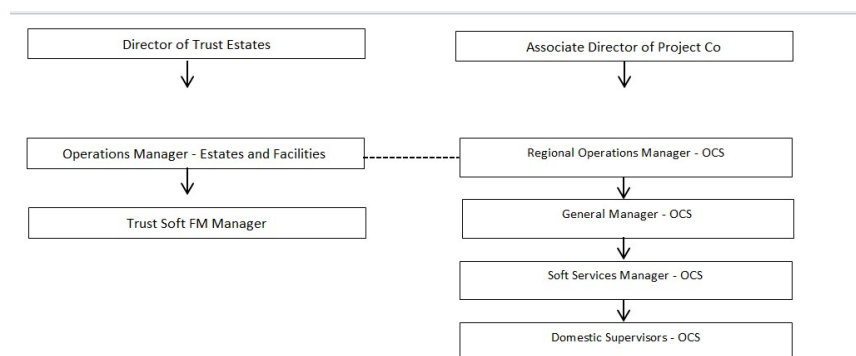 Director of Trust Estates
Associate Director of Project Co
Operations Manager - Estates and Facilities
Regional Operations Manager - OCS
Trust Soft FM Manager
General Manager - OCS
Soft Services Manager - OCS
Domestic Supervisors - OCS